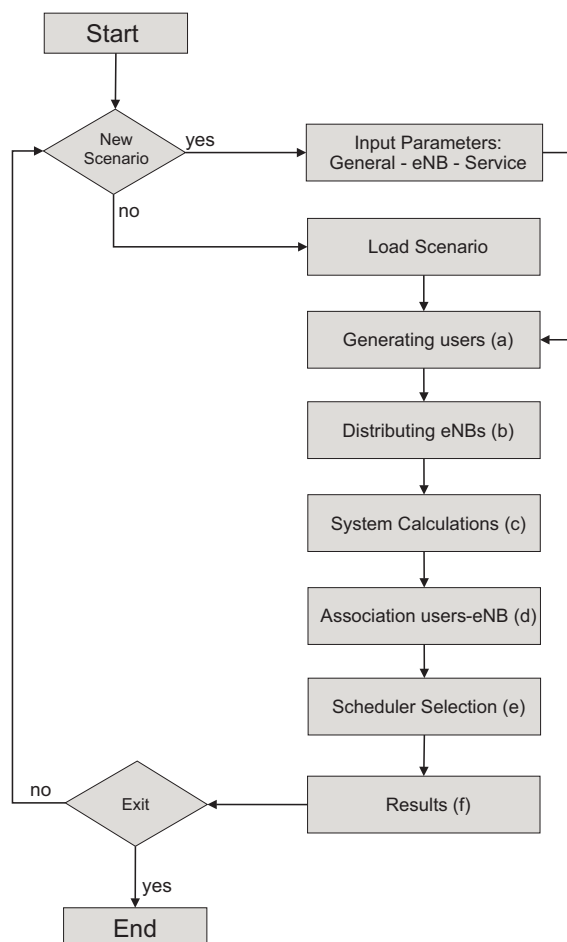 Start
New
Scenario
yes
Input Parameters:
General - eNB - Service
no
Load Scenario
Generating users (a)
Distributing eNBs (b)
System Calculations (c)
Association users-eNB (d)
Scheduler Selection (e)
no
Exit
Results (f)
yes
End